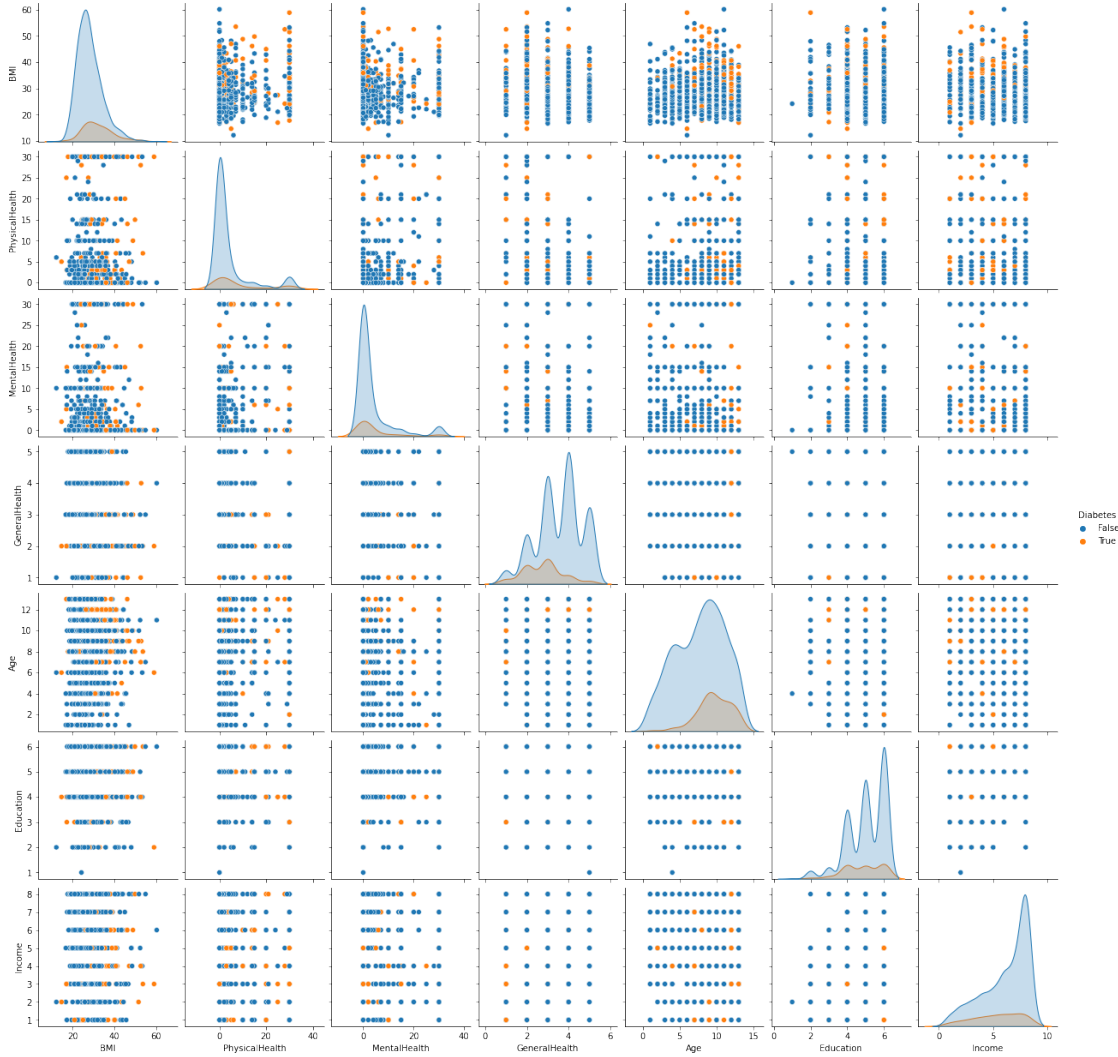 60
50
40
30
20
10
BMI
30
25
20
15
10
5
0
PhysicalHealth
30
25
20
15
10
5
0
MentalHealth
5
4
3
2
1
GeneralHealth
Diabetes
False
True
12
10
8
6
4
2
Age
6
5
4
3
2
1
Education
8
7
6
5
4
3
2
1
Income
20 40 60
0 20 40
0 20 40
0 2 4 6
0 5 10 15
2 4 6
0 5 10
BMI PhysicalHealth MentalHealth GeneralHealth Age Education Income